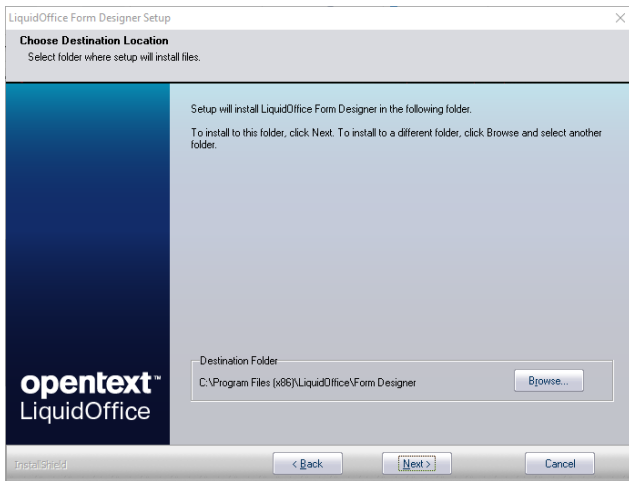 LiquidOffice Form Designer Setup
Choose Destination Location
Select folder where setup will install files.
Setup will install LiquidOffice Form Designer in the following folder.
To install to this folder, click Next. To install to a different folder, click Browse and select another
folder.
Destination Folder
C:\Program Files (x86)\LiquidOffice\Form Designer
Browse...
opentext™
LiquidOffice
InstallShield
< Back
Next >
Cancel